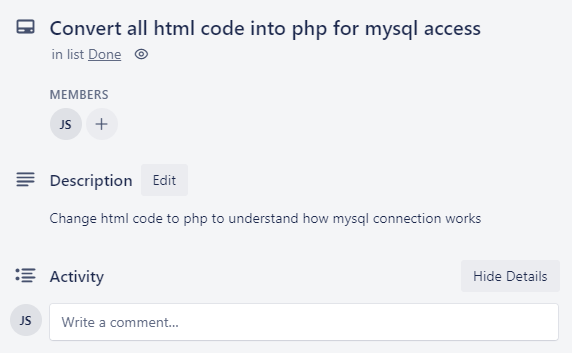 Convert all html code into php for mysql access
in list Done
MEMBERS
JS +
Description Edit
Change html code to php to understand how mysql connection works
Activity Hide Details
JS Write a comment...